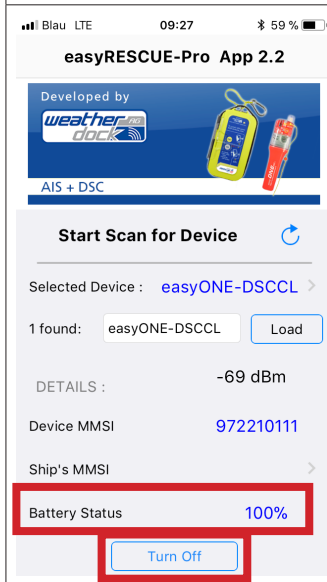 Blau LTE 09:27 59 %
easyRESCUE-Pro App 2.2
Developed by
weather AG
dock
AIS + DSC
Start Scan for Device
Selected Device : easyONE-DSCCL
1 found: easyONE-DSCCL Load
DETAILS : -69 dBm
Device MMSI 972210111
Ship's MMSI
Battery Status 100%
Turn Off